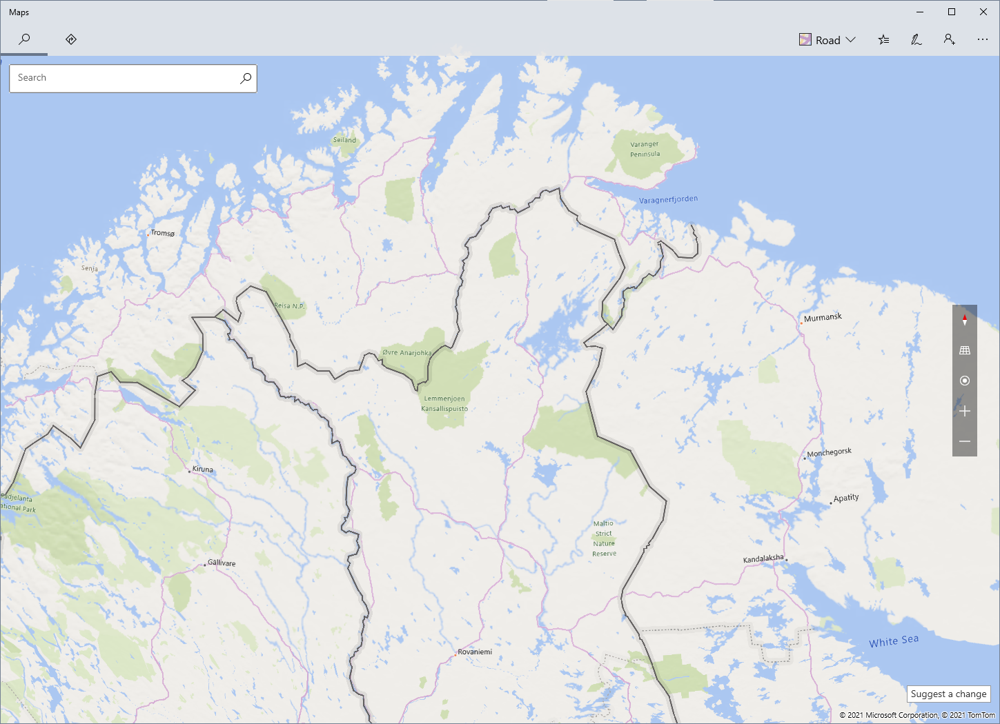 Maps
Road
Search
Seiland
Varanger
Peninsula
Varagnerfjorden
Tromsø
Senja
Reisa N.P.
Murmansk
Øvre Anarjohka
Lemmenjoen
Kansallispuisto
Monchegorsk
Kiruna
Padjelanta
ational Park
Apatity
Maltio
Strict
Nature
Reserve
Gällivare
Kandalaksha
White Sea
Rovaniemi
Suggest a change
© 2021 Microsoft Corporation, © 2021 TomTom